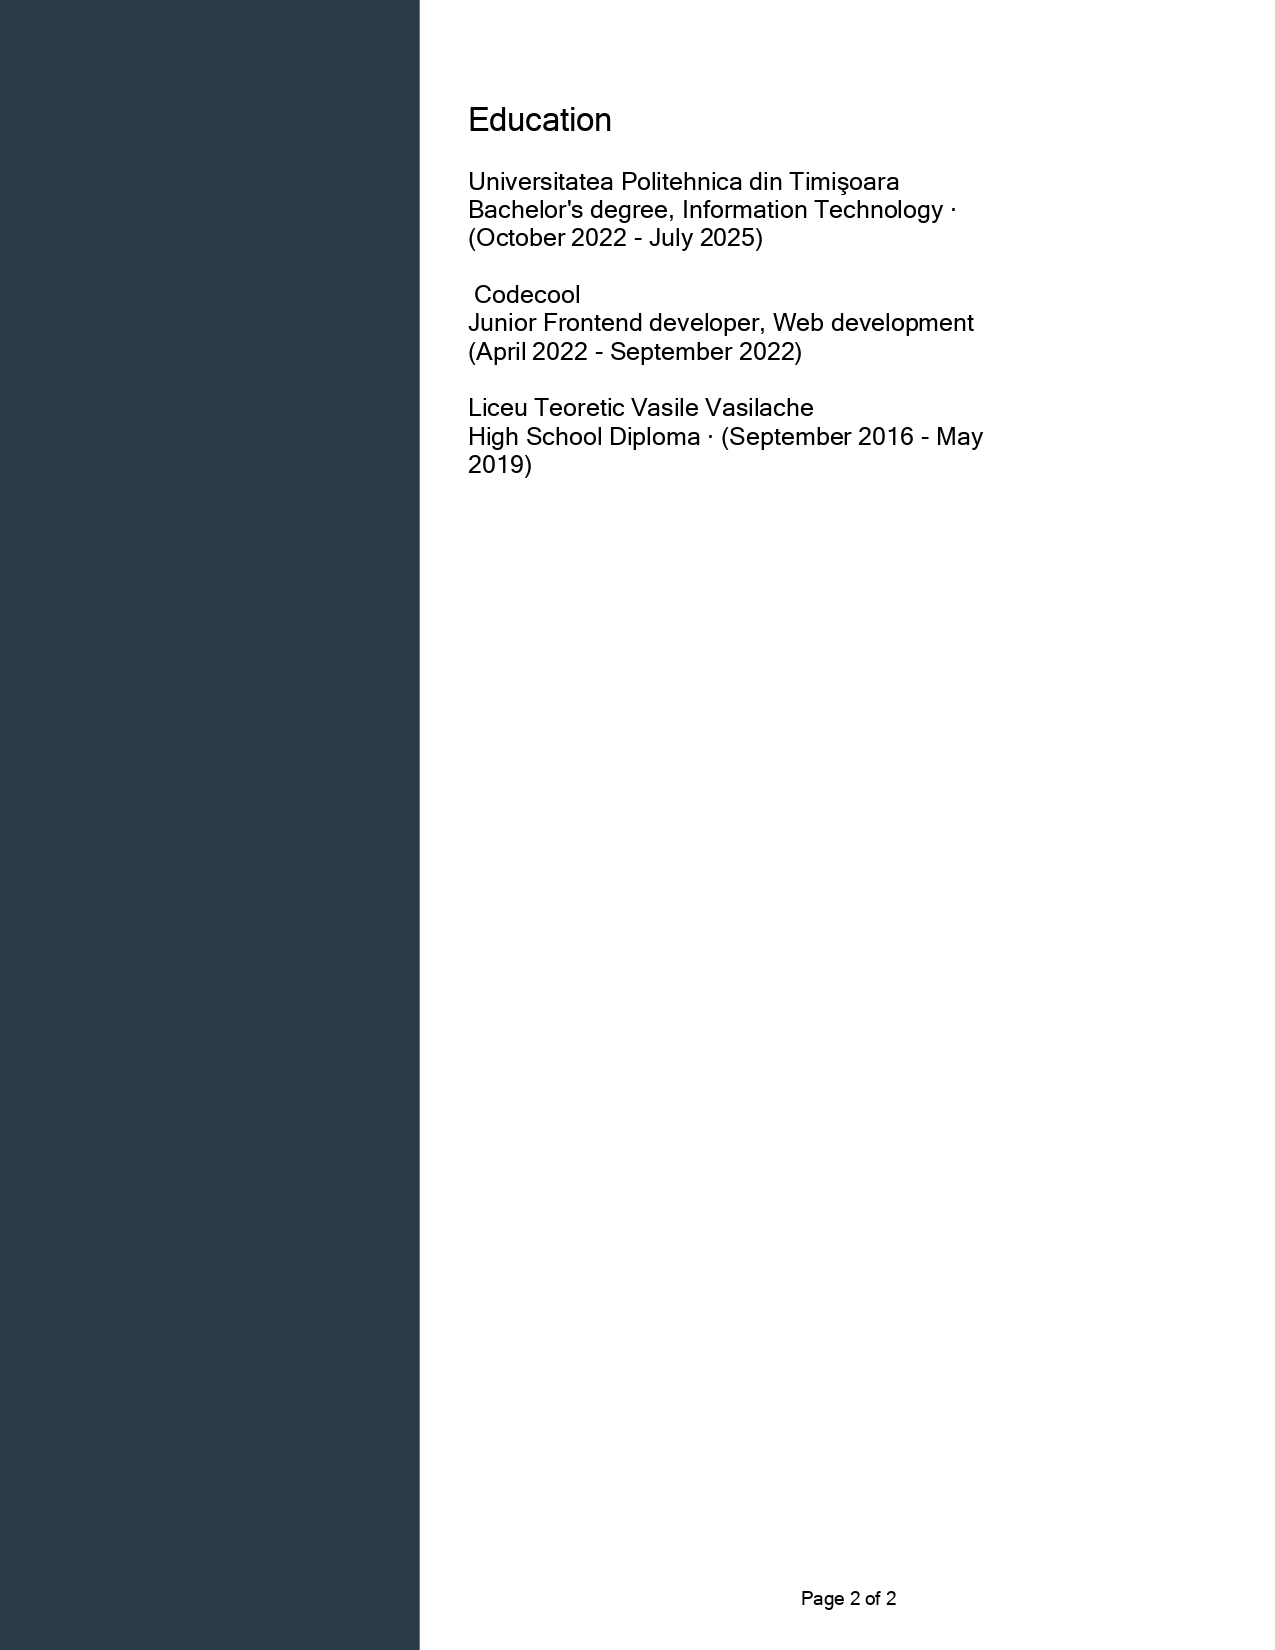 Education
Universitatea Politehnica din Timişoara
Bachelor's degree, Information Technology ·
(October 2022 - July 2025)
Codecool
Junior Frontend developer, Web development
(April 2022 - September 2022)
Liceu Teoretic Vasile Vasilache
High School Diploma · (September 2016 - May
2019)
Page 2 of 2